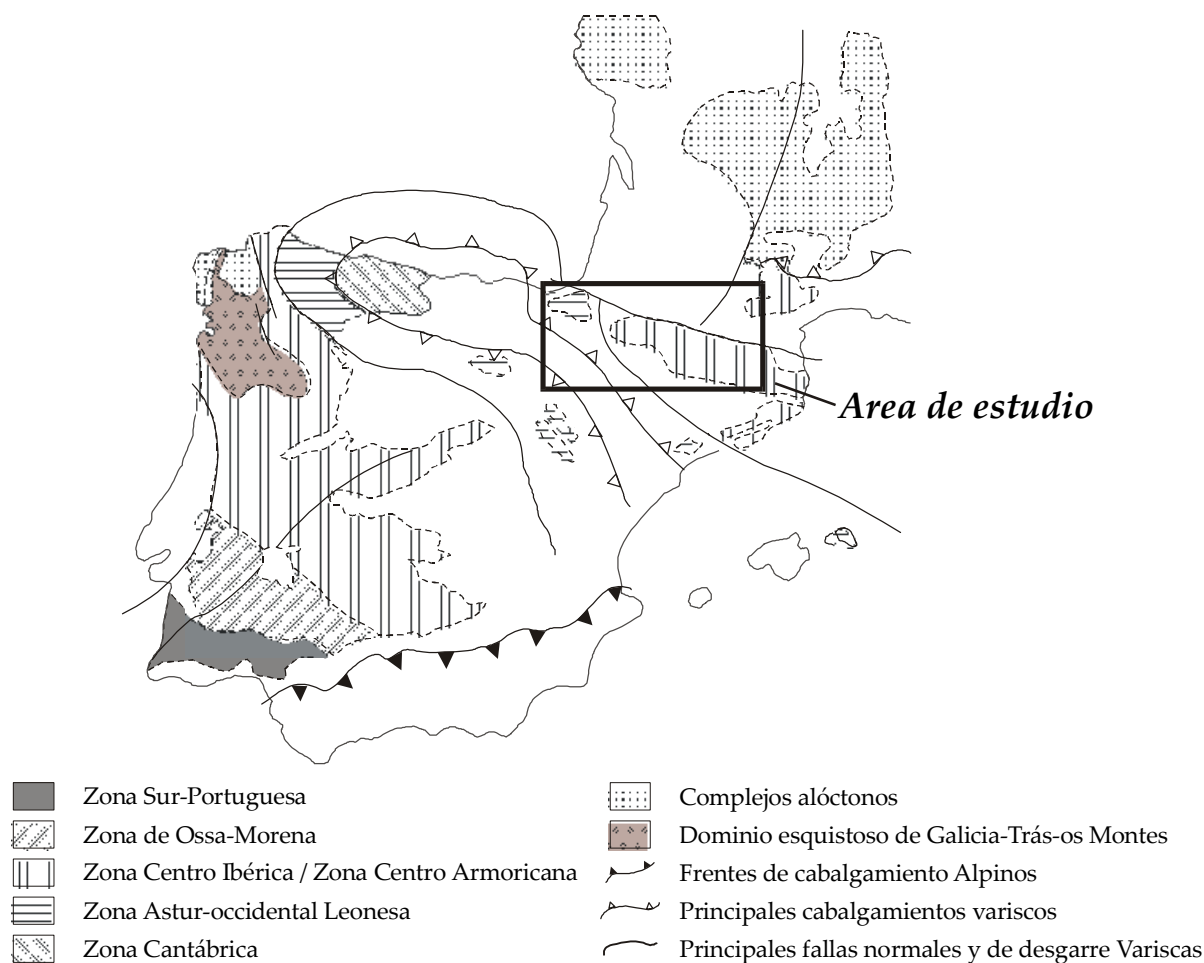 Area de estudio
Zona Sur-Portuguesa
Zona de Ossa-Morena
Zona Centro Ibérica / Zona Centro Armoricana
Zona Astur-occidental Leonesa
Zona Cantábrica
Complejos alóctonos
Dominio esquistoso de Galicia-Trás-os Montes
Frentes de cabalgamiento Alpinos
Principales cabalgamientos variscos
Principales fallas normales y de desgarre Variscas